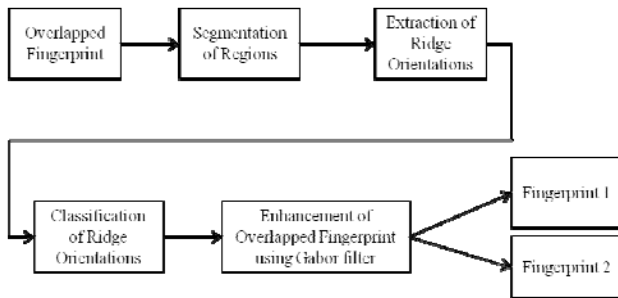 Overlapped
Fingerprint
Segmentation
of Regions
Extraction of
Ridge
Orientations
Classification
of Ridge
Orientations
Enhancement of
Overlapped Fingerprint
using Gabor filter
Fingerprint 1
Fingerprint 2